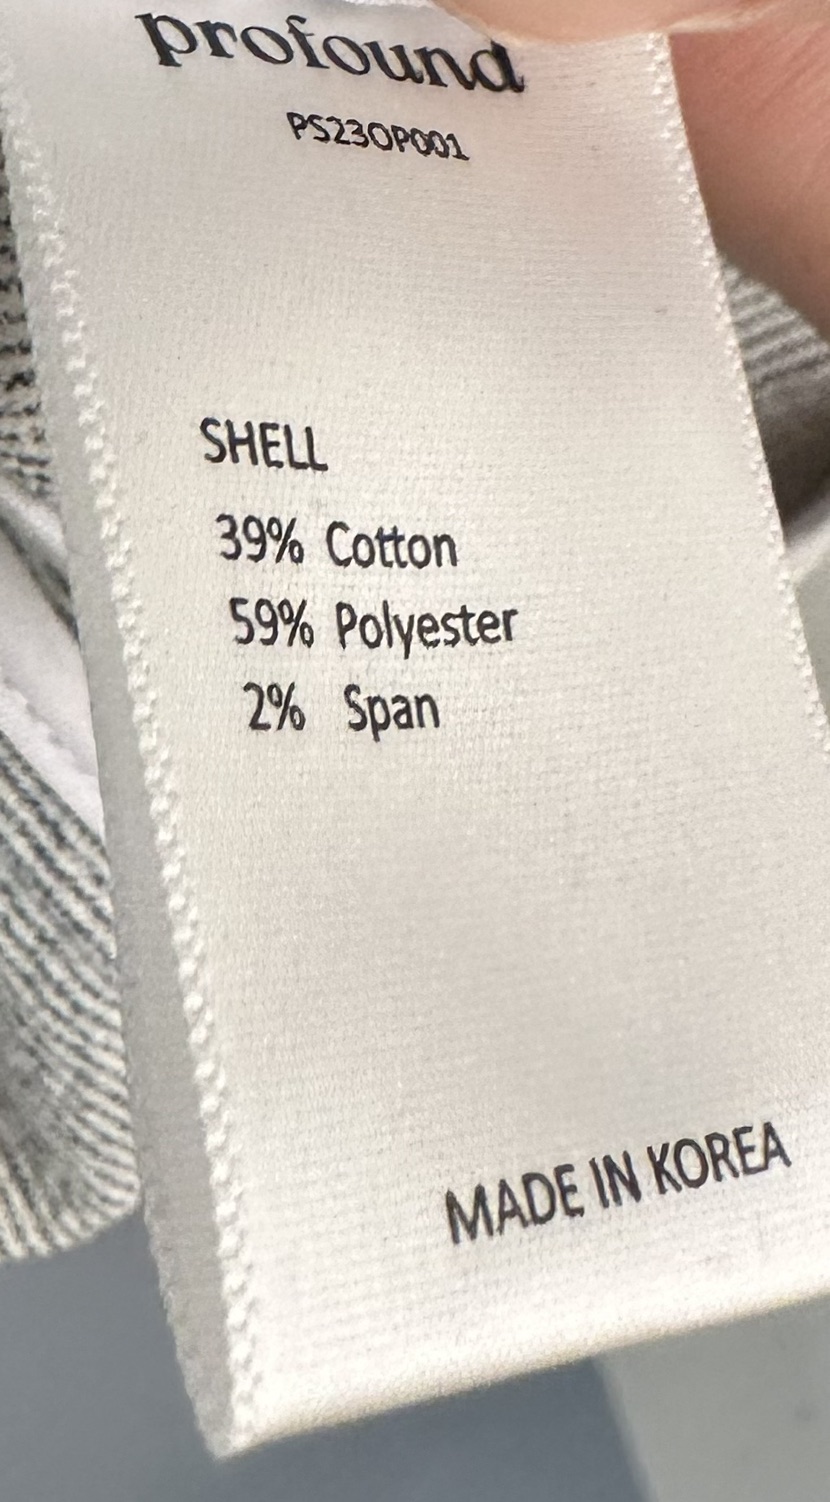 profound
PS23OP001
SHELL
39% Cotton
59% Polyester
2% Span
MADE IN KOREA